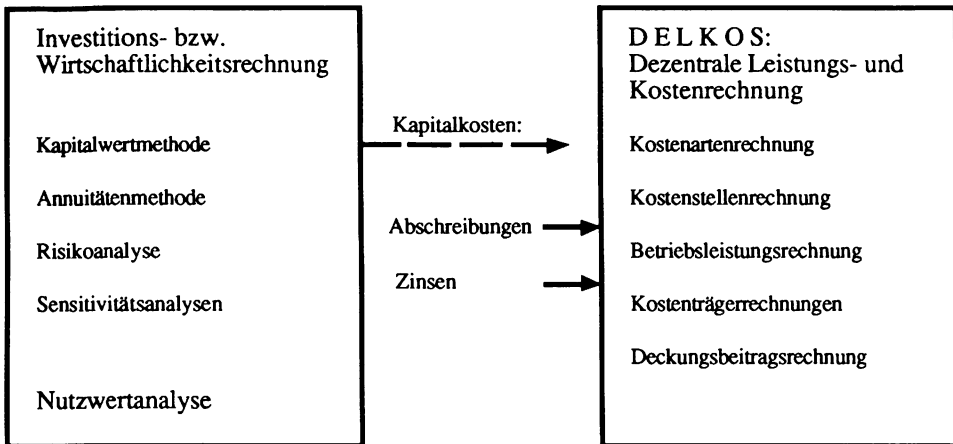 Investitions- bzw.
Wirtschaftlichkeitsrechnung
Kapitalwertmethode
Annuitätenmethode
Risikoanalyse
Sensitivitätsanalysen
Nutzwertanalyse
Kapitalkosten:
Abschreibungen
Zinsen
D E L K O S:
Dezentrale Leistungs- und
Kostenrechnung
Kostenartenrechnung
Kostenstellenrechnung
Betriebsleistungsrechnung
Kostenträgerrechnungen
Deckungsbeitragsrechnung